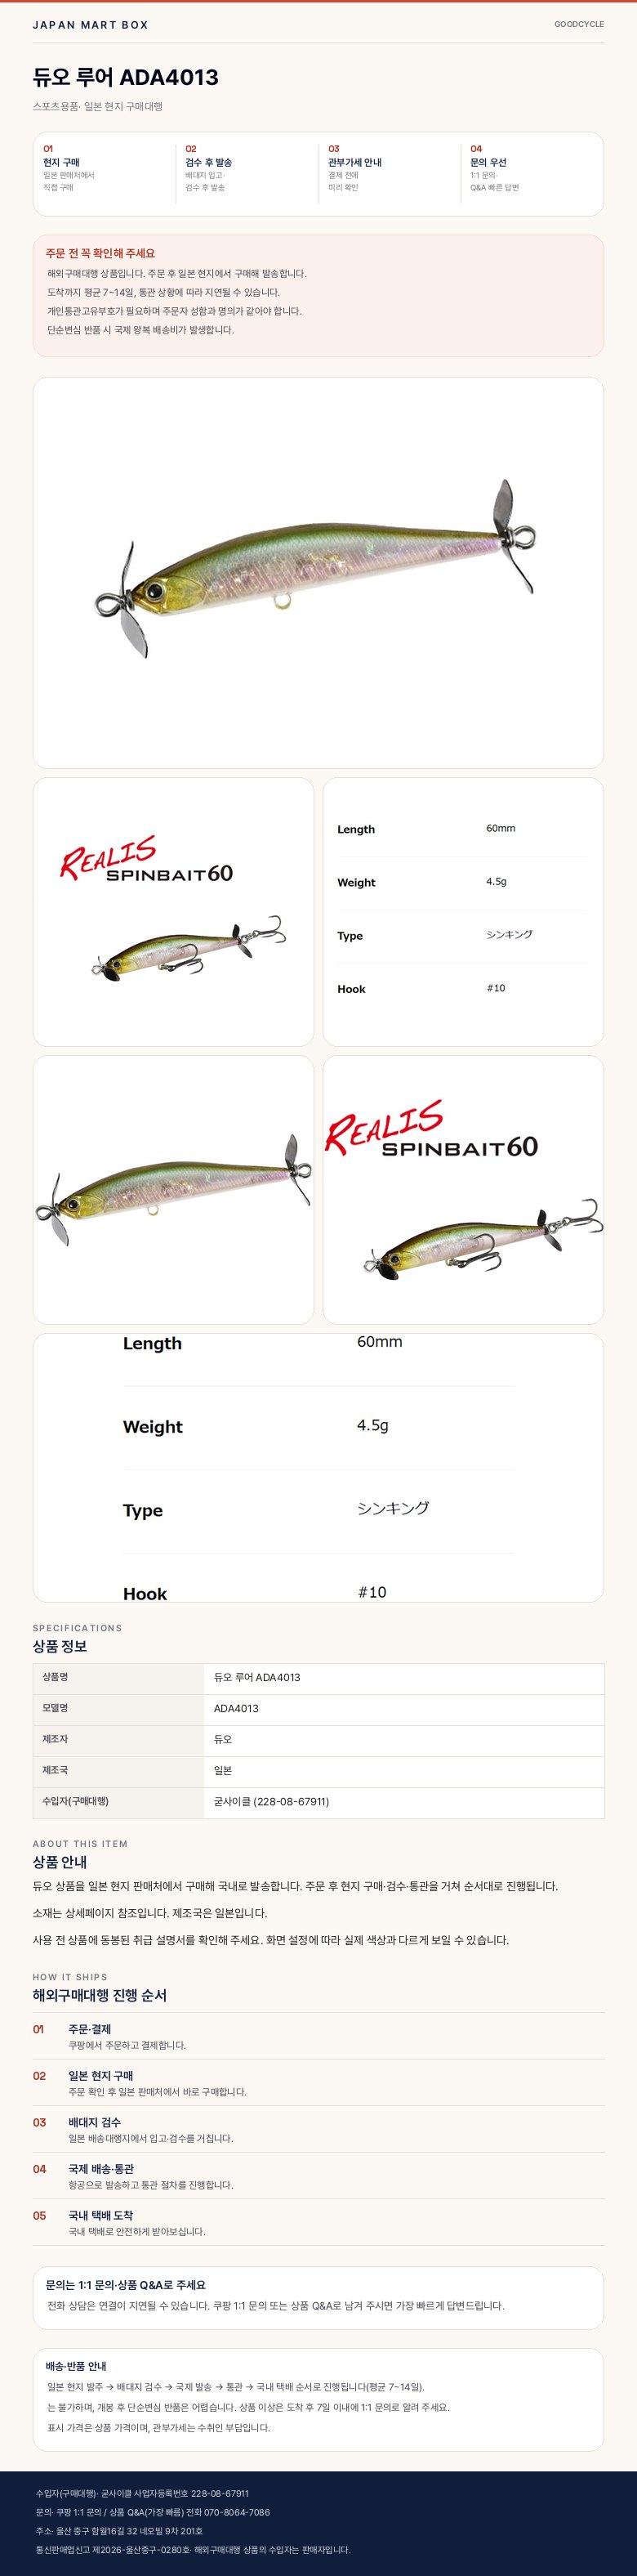 JAPAN MART BOX
GOODCYCLE
듀오 루어 ADA4013
스포츠용품· 일본 현지 구매대행
01
현지 구매
일본 판매처에서
직접 구매
02
검수 후 발송
배대지 입고·
검수 후 발송
03
관부가세 안내
결제 전에
미리 확인
04
문의 우선
1:1 문의·
Q&A 빠른 답변
주문 전 꼭 확인해 주세요
해외구매대행 상품입니다. 주문 후 일본 현지에서 구매해 발송합니다.
도착까지 평균 7~14일, 통관 상황에 따라 지연될 수 있습니다.
개인통관고유부호가 필요하며 주문자 성함과 명의가 같아야 합니다.
단순변심 반품 시 국제 왕복 배송비가 발생합니다.
REALIS
SPINBAIT60
Length 60mm
Weight 4.5g
Type シンキング
Hook #10
REALIS
SPINBAIT60
Length 60mm
Weight 4.5g
Type シンキング
Hook #10
SPECIFICATIONS
상품 정보
상품명 듀오 루어 ADA4013
모델명 ADA4013
제조자 듀오
제조국 일본
수입자(구매대행) 굳사이클 (228-08-67911)
ABOUT THIS ITEM
상품 안내
듀오 상품을 일본 현지 판매처에서 구매해 국내로 발송합니다. 주문 후 현지 구매·검수·통관을 거쳐 순서대로 진행됩니다.
소재는 상세페이지 참조입니다. 제조국은 일본입니다.
사용 전 상품에 동봉된 취급 설명서를 확인해 주세요. 화면 설정에 따라 실제 색상과 다르게 보일 수 있습니다.
HOW IT SHIPS
해외구매대행 진행 순서
01 주문·결제
쿠팡에서 주문하고 결제합니다.
02 일본 현지 구매
주문 확인 후 일본 판매처에서 바로 구매합니다.
03 배대지 검수
일본 배송대행지에서 입고·검수를 거칩니다.
04 국제 배송·통관
항공으로 발송하고 통관 절차를 진행합니다.
05 국내 택배 도착
국내 택배로 안전하게 받아보십니다.
문의는 1:1 문의·상품 Q&A로 주세요
전화 상담은 연결이 지연될 수 있습니다. 쿠팡 1:1 문의 또는 상품 Q&A로 남겨 주시면 가장 빠르게 답변드립니다.
배송·반품 안내
일본 현지 발주 → 배대지 검수 → 국제 발송 → 통관 → 국내 택배 순서로 진행됩니다(평균 7~14일).
는 불가하며, 개봉 후 단순변심 반품은 어렵습니다. 상품 이상은 도착 후 7일 이내에 1:1 문의로 알려 주세요.
표시 가격은 상품 가격이며, 관부가세는 수취인 부담입니다.
수입자(구매대행)· 굳사이클 사업자등록번호 228-08-67911
문의· 쿠팡 1:1 문의 / 상품 Q&A(가장 빠름) 전화 070-8064-7086
주소· 울산 중구 함월16길 32 네오빌 9차 201호
통신판매업신고 제2026-울산중구-0280호· 해외구매대행 상품의 수입자는 판매자입니다.